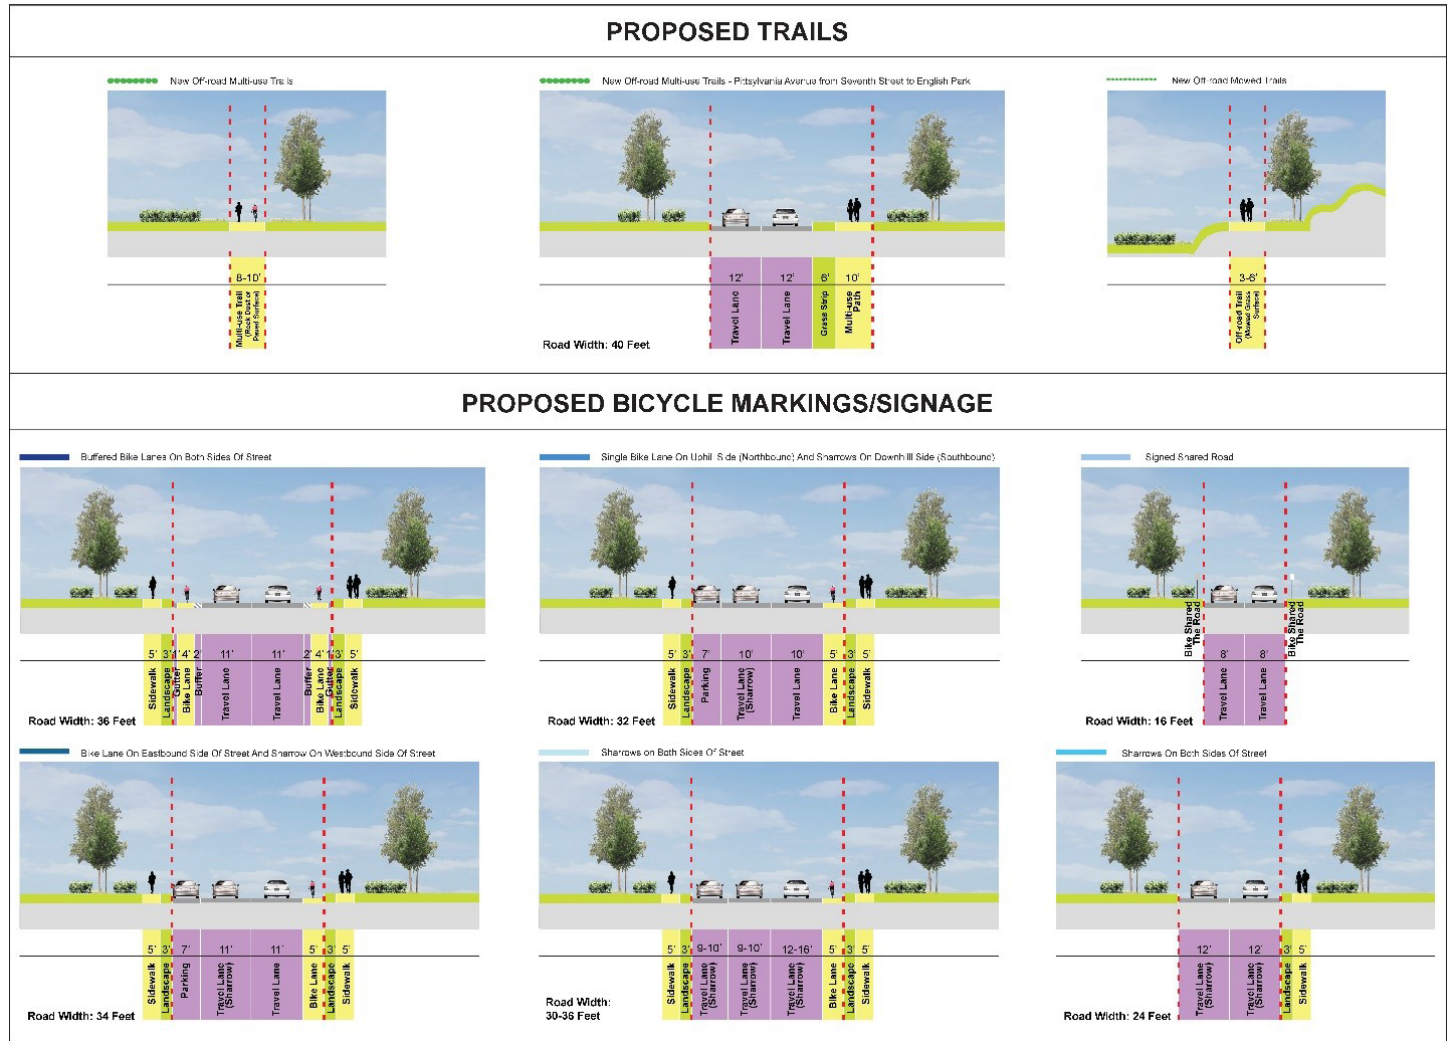 PROPOSED TRAILS
New Off-road Multi-use Trails
8-10'
Multi-use Trail
(Rock Dust or
Paved Surface)
New Off-road Multi-use Trails - Pittsylvania Avenue from Seventh Street to English Park
12' 12' 6' 10'
Travel Lane
Travel Lane
Grass Strip
Multi-use
Path
Road Width: 40 Feet
New Off-road Mowed Trails
3-6'
Off-road Trail
(Mowed Grass
Surface)
PROPOSED BICYCLE MARKINGS/SIGNAGE
Buffered Bike Lanes On Both Sides Of Street
5' 3' 1' 4' 2' 11' 11' 2' 4' 1' 3' 5'
Sidewalk
Landscape
Gutter
Bike Lane
Buffer
Travel Lane
Travel Lane
Buffer
Bike Lane
Gutter
Landscape
Sidewalk
Road Width: 36 Feet
Single Bike Lane On Uphill Side (Northbound) And Sharrows On Downhill Side (Southbound)
5' 3' 7' 10' 10' 5' 3' 5'
Sidewalk
Landscape
Parking
Travel Lane
(Sharrow)
Travel Lane
Bike Lane
Landscape
Sidewalk
Road Width: 32 Feet
Signed Shared Road
Bike Shared
The Road
8' 8'
Travel Lane
Travel Lane
Bike Shared
The Road
Road Width: 16 Feet
Bike Lane On Eastbound Side Of Street And Sharrow On Westbound Side Of Street
5' 3' 7' 11' 11' 5' 3' 5'
Sidewalk
Landscape
Parking
Travel Lane
(Sharrow)
Travel Lane
Bike Lane
Landscape
Sidewalk
Road Width: 34 Feet
Sharrows on Both Sides Of Street
5' 3' 9-10' 9-10' 12-16' 5' 3' 5'
Sidewalk
Landscape
Travel Lane
(Sharrow)
Travel Lane
(Sharrow)
Travel Lane
(Sharrow)
Bike Lane
Landscape
Sidewalk
Road Width:
30-36 Feet
Sharrows On Both Sides Of Street
12' 12' 3' 5'
Travel Lane
(Sharrow)
Travel Lane
(Sharrow)
Landscape
Sidewalk
Road Width: 24 Feet